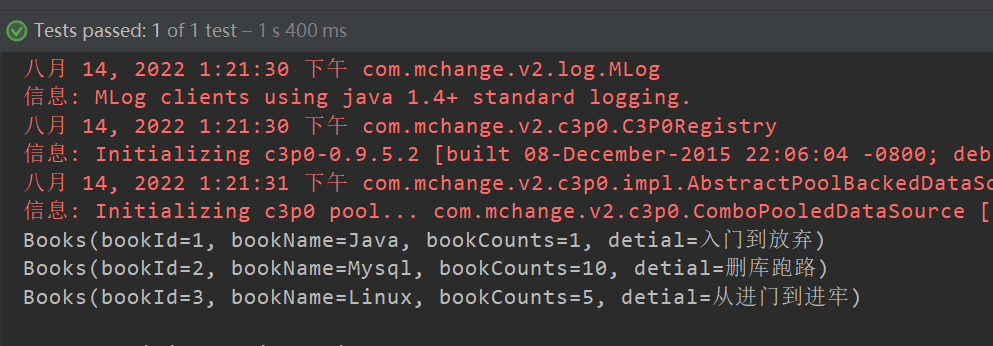 Tests passed: 1 of 1 test – 1 s 400 ms
八月 14, 2022 1:21:30 下午 com.mchange.v2.log.MLog
信息: MLog clients using java 1.4+ standard logging.
八月 14, 2022 1:21:30 下午 com.mchange.v2.c3p0.C3P0Registry
信息: Initializing c3p0-0.9.5.2 [built 08-December-2015 22:06:04 -0800; deb
八月 14, 2022 1:21:31 下午 com.mchange.v2.c3p0.impl.AbstractPoolBackedDataSo
信息: Initializing c3p0 pool... com.mchange.v2.c3p0.ComboPooledDataSource [
Books(bookId=1, bookName=Java, bookCounts=1, detial=入门到放弃)
Books(bookId=2, bookName=Mysql, bookCounts=10, detial=删库跑路)
Books(bookId=3, bookName=Linux, bookCounts=5, detial=从进门到进牢)